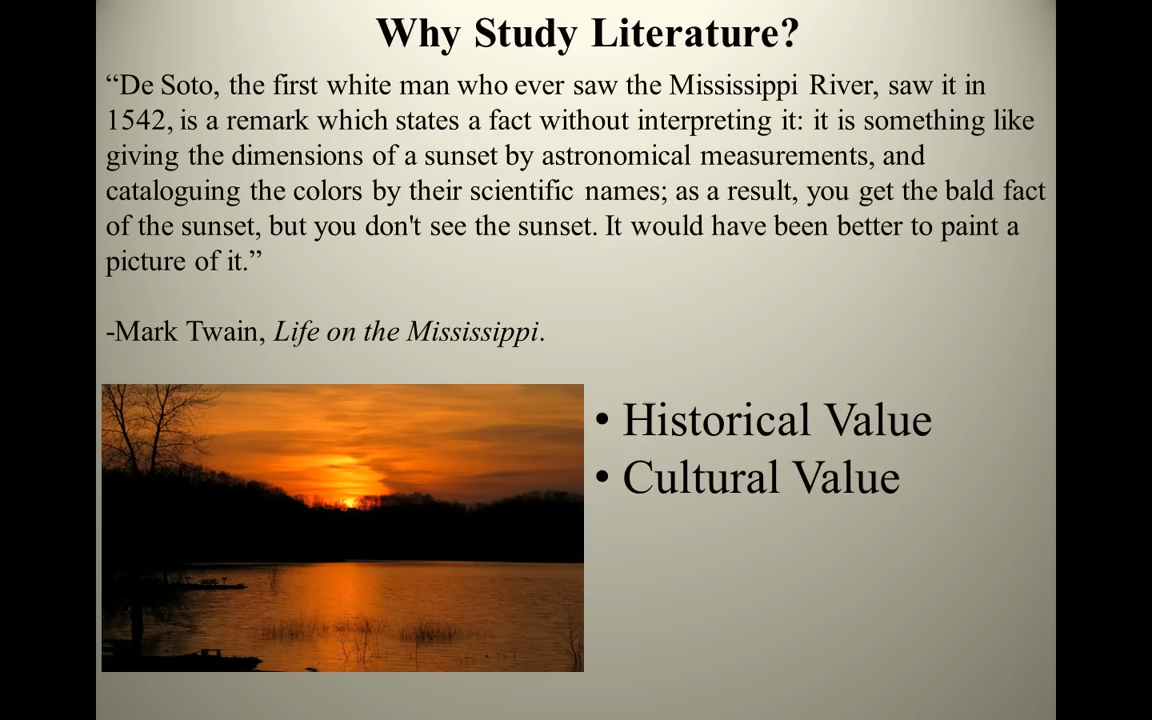 Why Study Literature?
“De Soto, the first white man who ever saw the Mississippi River, saw it in
1542, is a remark which states a fact without interpreting it: it is something like
giving the dimensions of a sunset by astronomical measurements, and
cataloguing the colors by their scientific names; as a result, you get the bald fact
of the sunset, but you don't see the sunset. It would have been better to paint a
picture of it.”
-Mark Twain, Life on the Mississippi.
• Historical Value
• Cultural Value